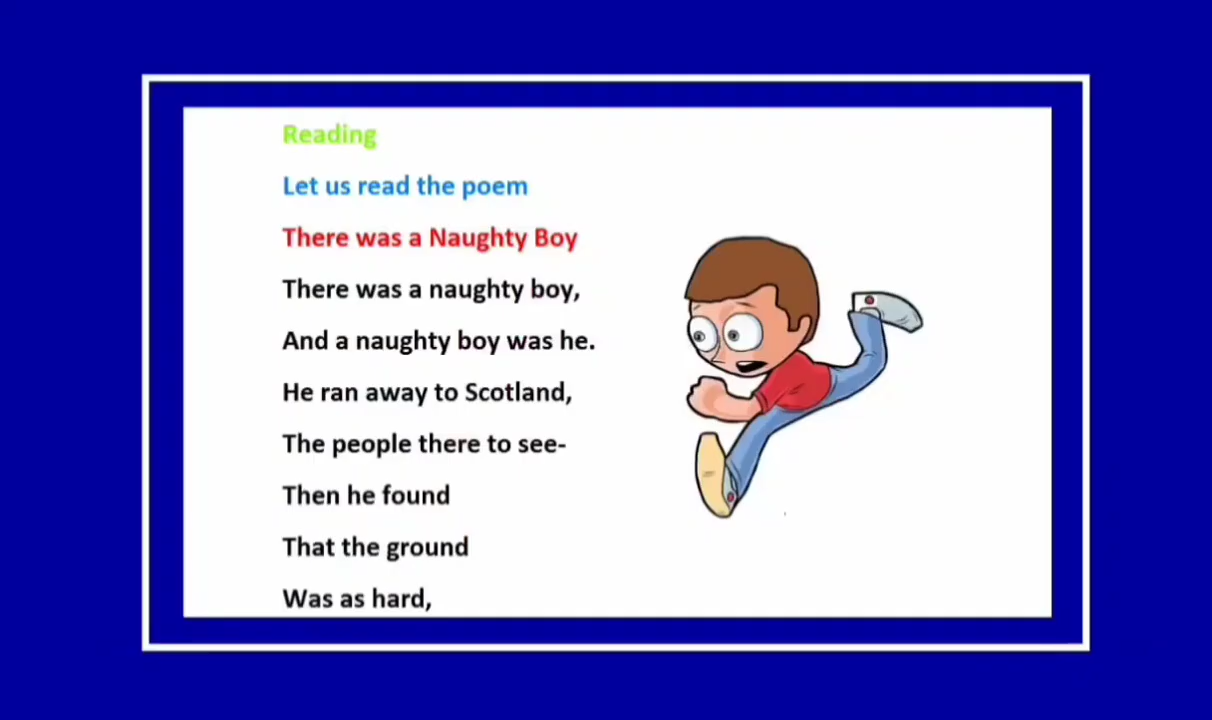 Reading
Let us read the poem
There was a Naughty Boy
There was a naughty boy,
And a naughty boy was he.
He ran away to Scotland,
The people there to see-
Then he found
That the ground
Was as hard,